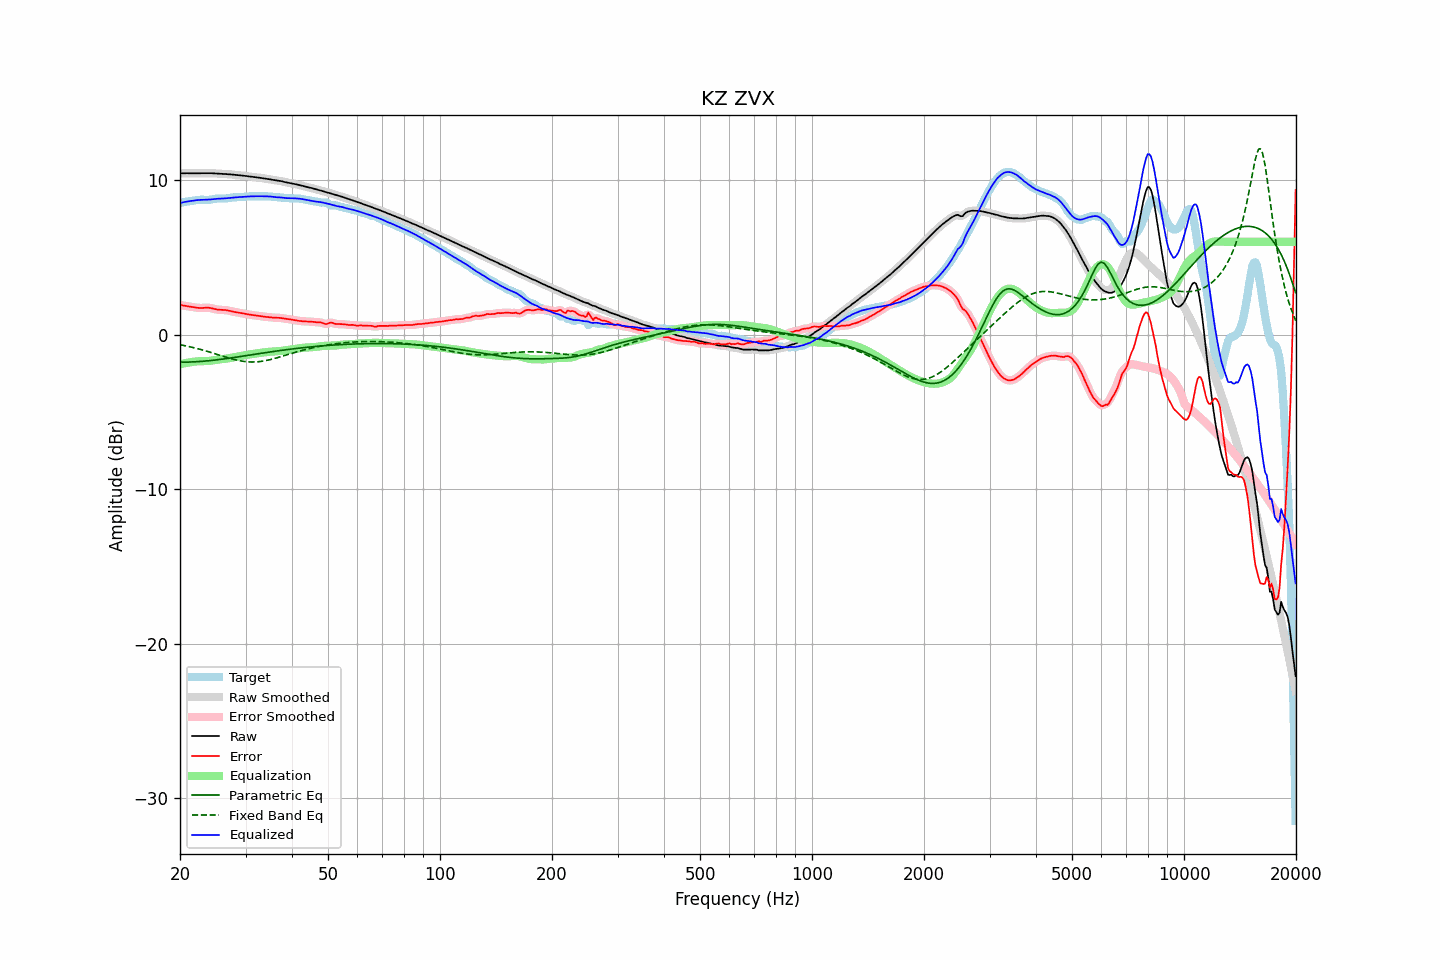 KZ ZVX
Amplitude (dBr)
10
0
−10
−20
−30
Target
Raw Smoothed
Error Smoothed
Raw
Error
Equalization
Parametric Eq
Fixed Band Eq
Equalized
20 50 100 200 500 1000 2000 5000 10000 20000
Frequency (Hz)